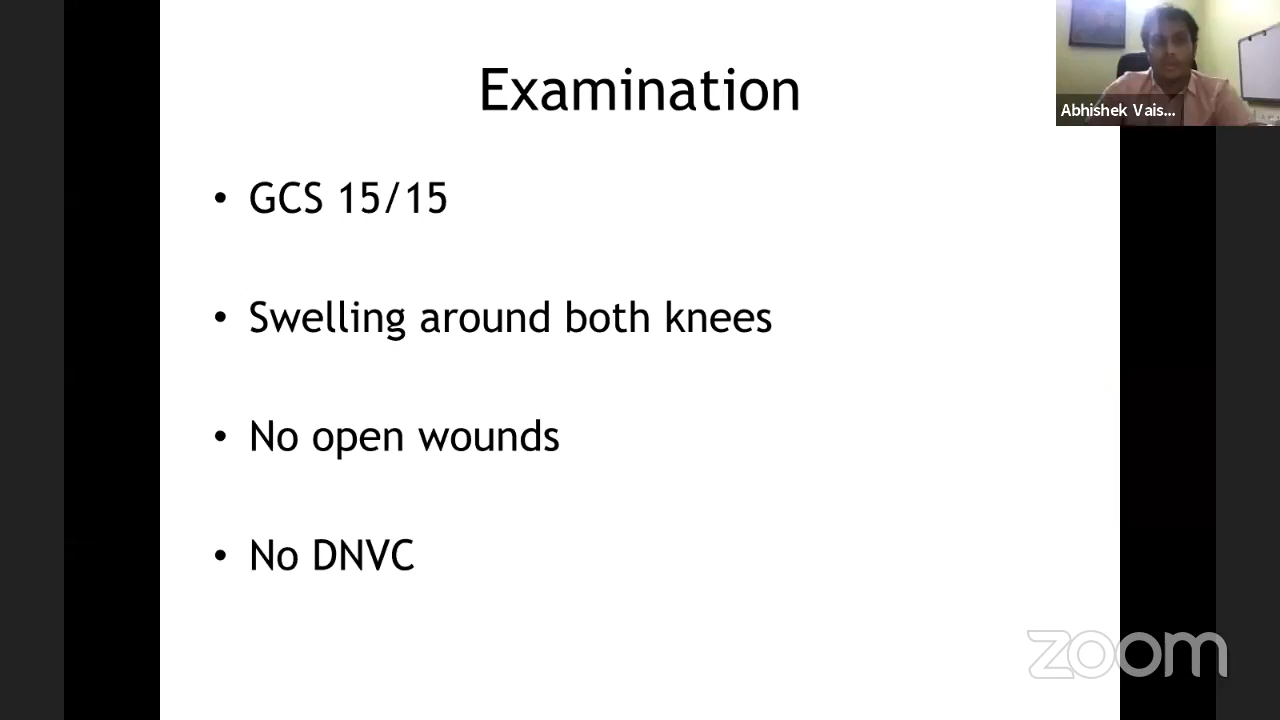 Examination
Abhishek Vais...
• GCS 15/15
• Swelling around both knees
• No open wounds
• No DNVC
zoom